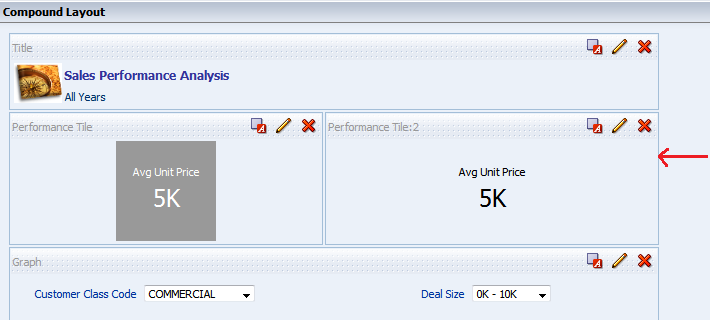 Compound Layout
Title
Sales Performance Analysis
All Years
Performance Tile
Performance Tile:2
Avg Unit Price
5K
Avg Unit Price
5K
Graph
Customer Class Code COMMERCIAL Deal Size 0K - 10K